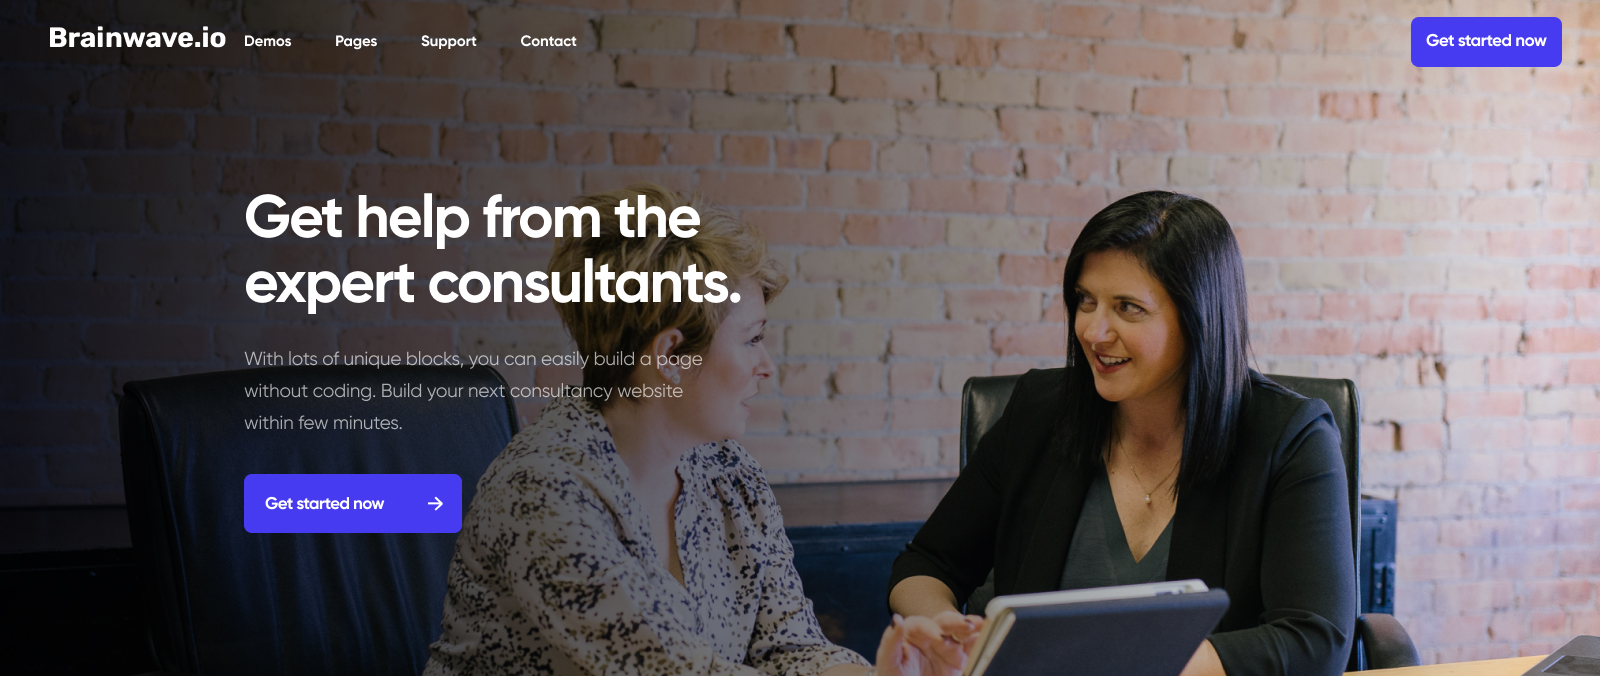 Brainwave.io
Demos
Pages
Support
Contact
Get started now
Get help from the
expert consultants.
With lots of unique blocks, you can easily build a page
without coding. Build your next consultancy website
within few minutes.
Get started now